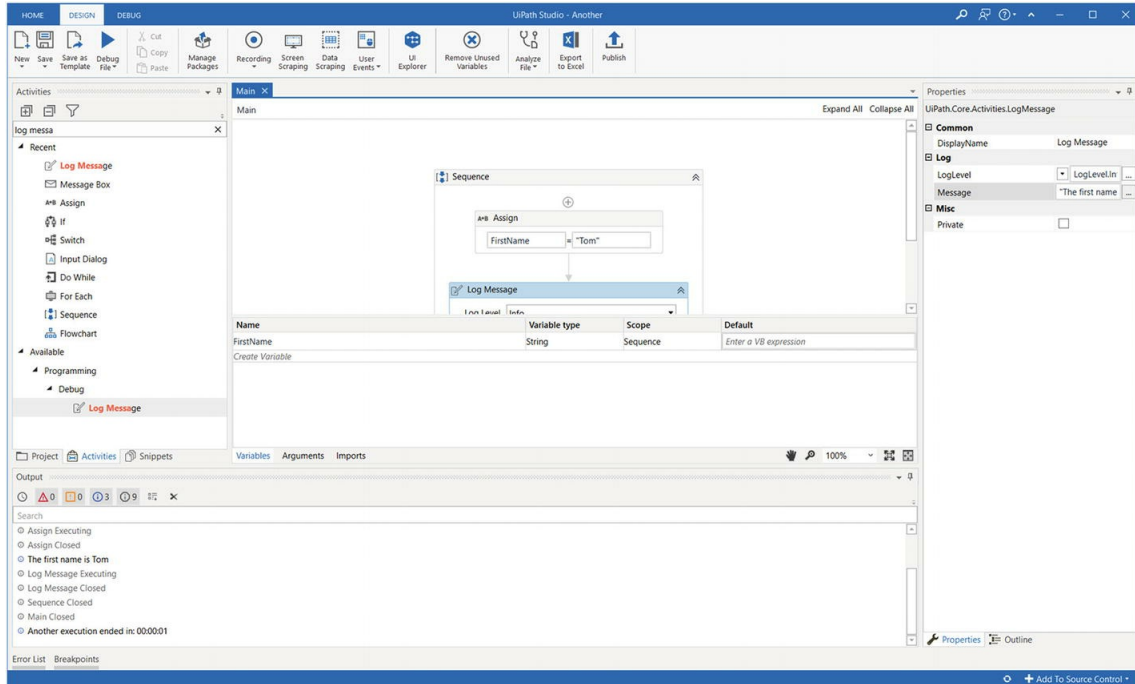 HOME DESIGN DEBUG UiPath Studio - Another
New Save Save as Template Debug File Cut Copy Paste Manage Packages Recording Screen Scraping Data Scraping User Events UI Explorer Remove Unused Variables Analyze File Export to Excel Publish
Activities
log messa
Recent
Log Message
Message Box
A+B Assign
If
Switch
Input Dialog
Do While
For Each
Sequence
Flowchart
Available
Programming
Debug
Log Message
Project Activities Snippets
Main
Main Expand All Collapse All
Sequence
A+B Assign
FirstName = "Tom"
Log Message
Log Level Info
Name Variable type Scope Default
FirstName String Sequence Enter a VB expression
Create Variable
Variables Arguments Imports 100%
Properties
UiPath.Core.Activities.LogMessage
Common
DisplayName Log Message
Log
LogLevel LogLevel.In ...
Message "The first name ...
Misc
Private
Properties Outline
Output
0 0 3 9
Search
Assign Executing
Assign Closed
The first name is Tom
Log Message Executing
Log Message Closed
Sequence Closed
Main Closed
Another execution ended in: 00:00:01
Error List Breakpoints
Add To Source Control